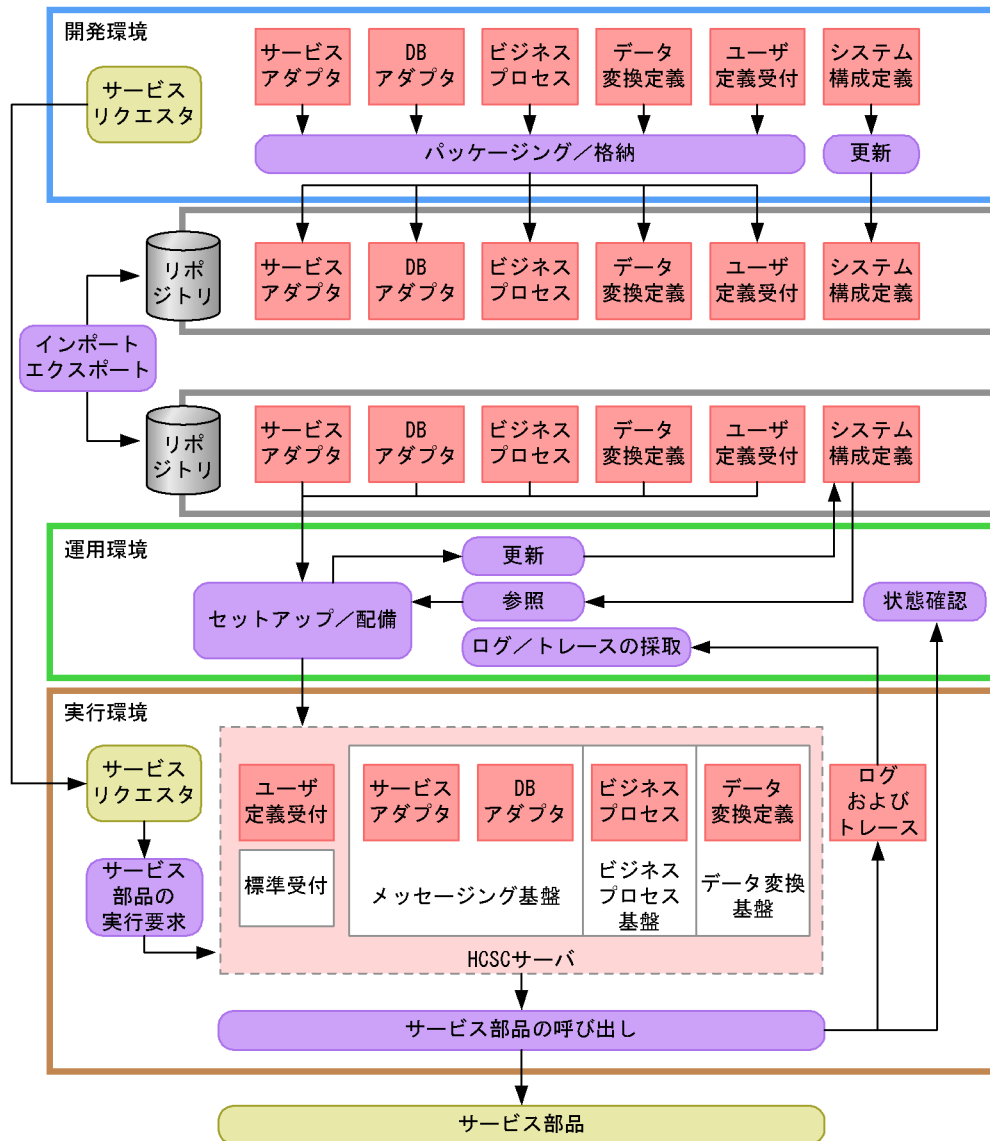 開発環境
サービス
リクエスタ
サービス
アダプタ
DB
アダプタ
ビジネス
プロセス
データ
変換定義
ユーザ
定義受付
システム
構成定義
パッケージング／格納
更新
リポ
ジトリ
サービス
アダプタ
DB
アダプタ
ビジネス
プロセス
データ
変換定義
ユーザ
定義受付
システム
構成定義
インポート
エクスポート
リポ
ジトリ
サービス
アダプタ
DB
アダプタ
ビジネス
プロセス
データ
変換定義
ユーザ
定義受付
システム
構成定義
運用環境
更新
セットアップ／配備
参照
状態確認
ログ／トレースの採取
実行環境
サービス
リクエスタ
ユーザ
定義受付
サービス
アダプタ
DB
アダプタ
ビジネス
プロセス
データ
変換定義
ログ
および
トレース
サービス
部品の
実行要求
標準受付
メッセージング基盤
ビジネス
プロセス
基盤
データ変換
基盤
HCSCサーバ
サービス部品の呼び出し
サービス部品